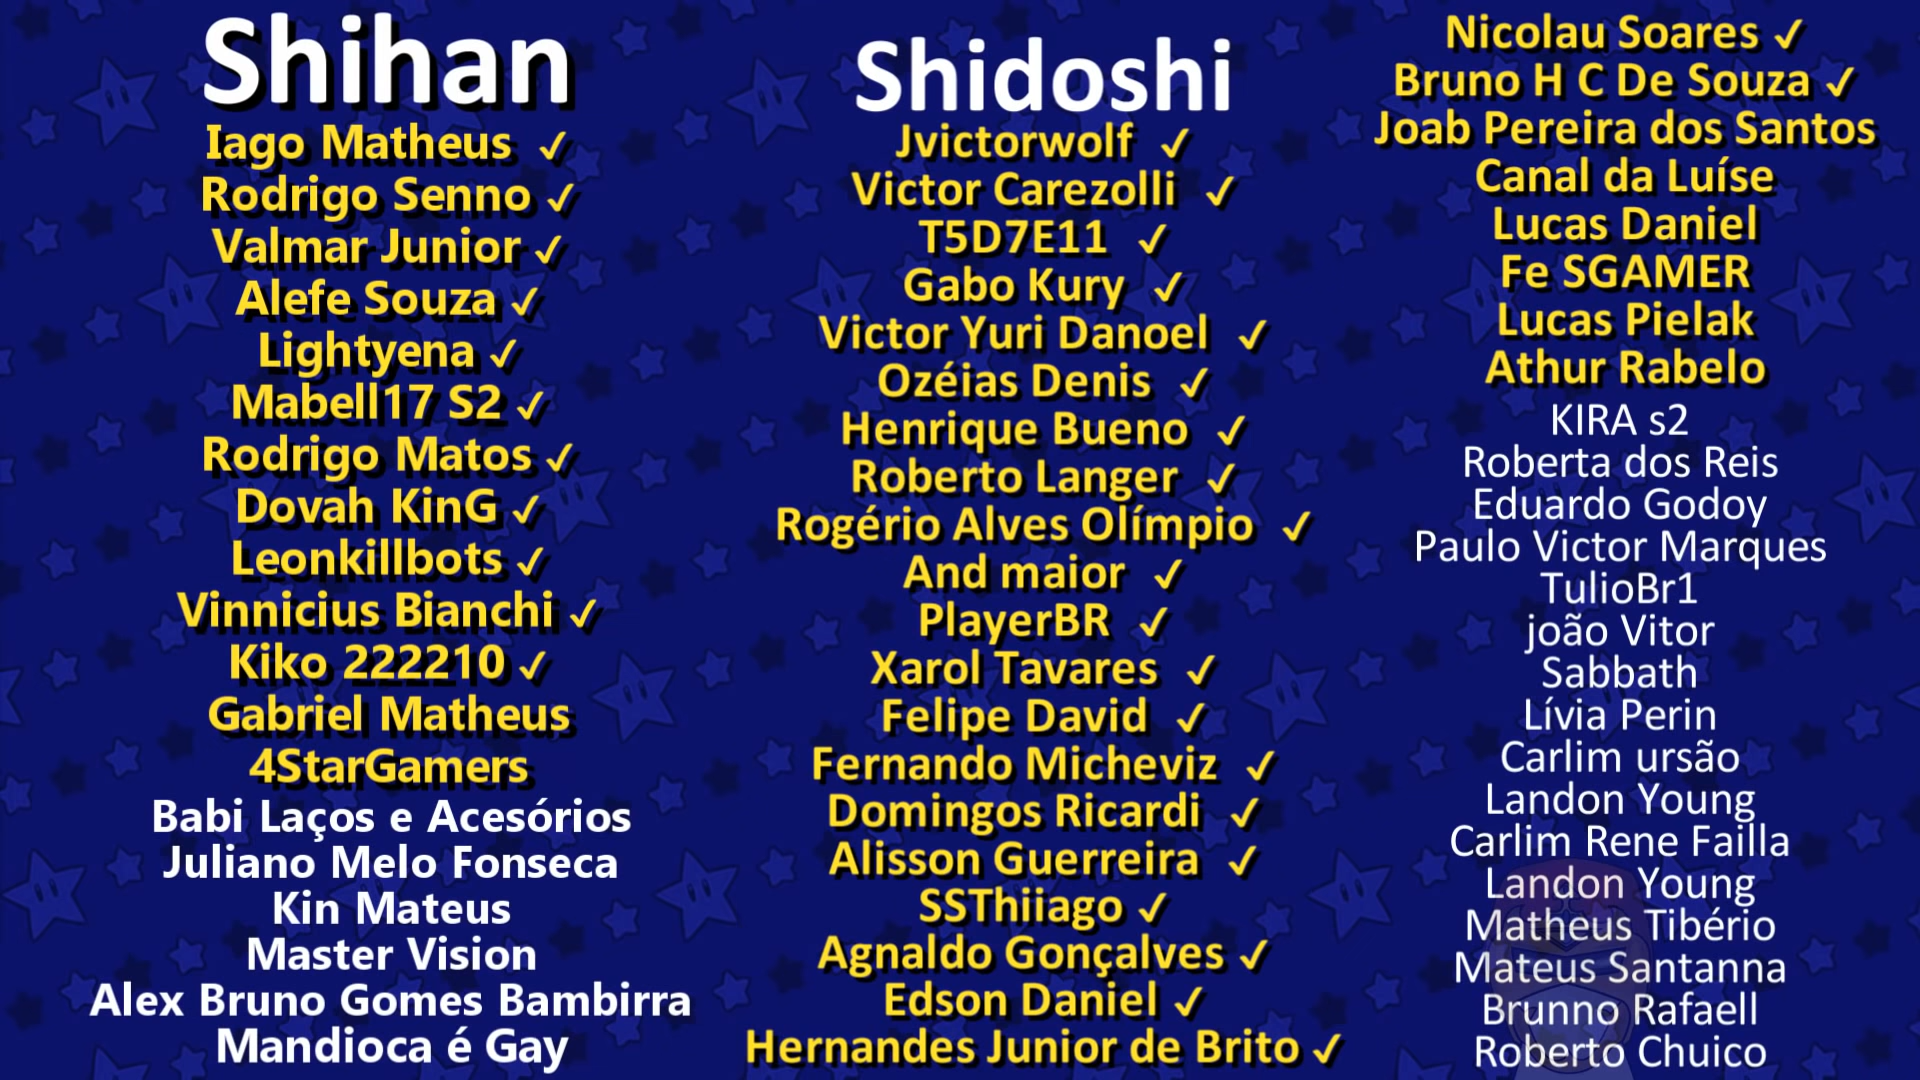 Shihan
Iago Matheus ✓
Rodrigo Senno ✓
Valmar Junior ✓
Alefe Souza ✓
Lightyena ✓
Mabell17 S2 ✓
Rodrigo Matos ✓
Dovah KinG ✓
Leonkillbots ✓
Vinnicius Bianchi ✓
Kiko 222210 ✓
Gabriel Matheus
4StarGamers
Babi Laços e Acesórios
Juliano Melo Fonseca
Kin Mateus
Master Vision
Alex Bruno Gomes Bambirra
Mandioca é Gay
Shidoshi
Jvictorwolf ✓
Victor Carezolli ✓
T5D7E11 ✓
Gabo Kury ✓
Victor Yuri Danoel ✓
Ozéias Denis ✓
Henrique Bueno ✓
Roberto Langer ✓
Rogério Alves Olímpio ✓
And maior ✓
PlayerBR ✓
Xarol Tavares ✓
Felipe David ✓
Fernando Micheviz ✓
Domingos Ricardi ✓
Alisson Guerreira ✓
SSThiiago ✓
Agnaldo Gonçalves ✓
Edson Daniel ✓
Hernandes Junior de Brito ✓
Nicolau Soares ✓
Bruno H C De Souza ✓
Joab Pereira dos Santos
Canal da Luíse
Lucas Daniel
Fe SGAMER
Lucas Pielak
Athur Rabelo
KIRA s2
Roberta dos Reis
Eduardo Godoy
Paulo Victor Marques
TulioBr1
joão Vitor
Sabbath
Lívia Perin
Carlim ursão
Landon Young
Carlim Rene Failla
Landon Young
Matheus Tibério
Mateus Santanna
Brunno Rafaell
Roberto Chuico